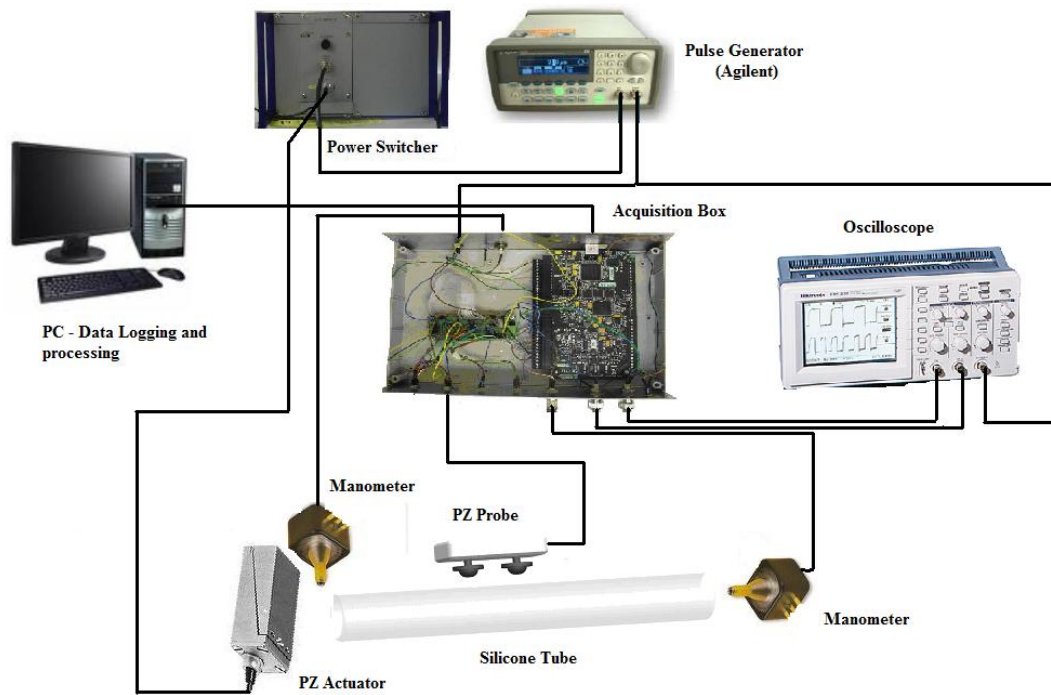 Pulse Generator
(Agilent)
Power Switcher
Acquisition Box
Oscilloscope
PC - Data Logging and
processing
Manometer
PZ Probe
Manometer
Silicone Tube
PZ Actuator